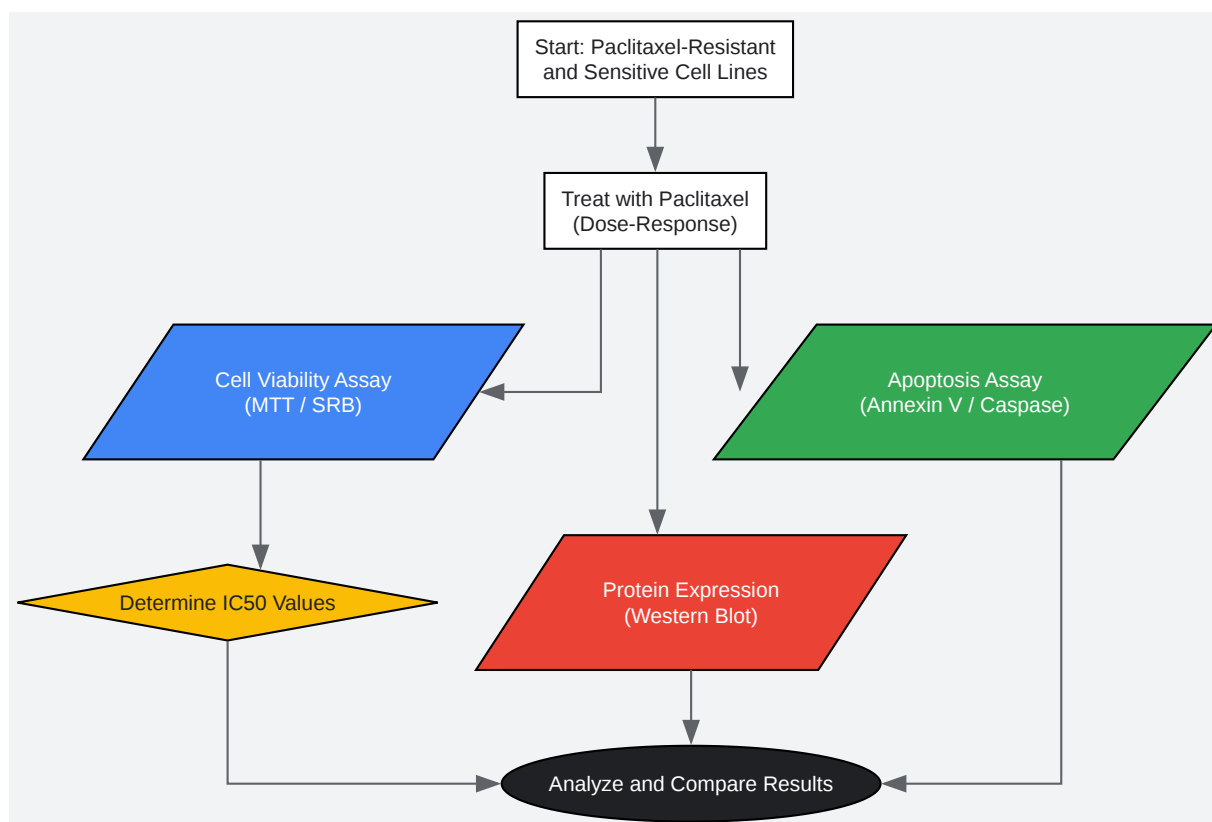 Start: Paclitaxel-Resistant
and Sensitive Cell Lines
Treat with Paclitaxel
(Dose-Response)
Cell Viability Assay
(MTT / SRB)
Apoptosis Assay
(Annexin V / Caspase)
Determine IC50 Values
Protein Expression
(Western Blot)
Analyze and Compare Results